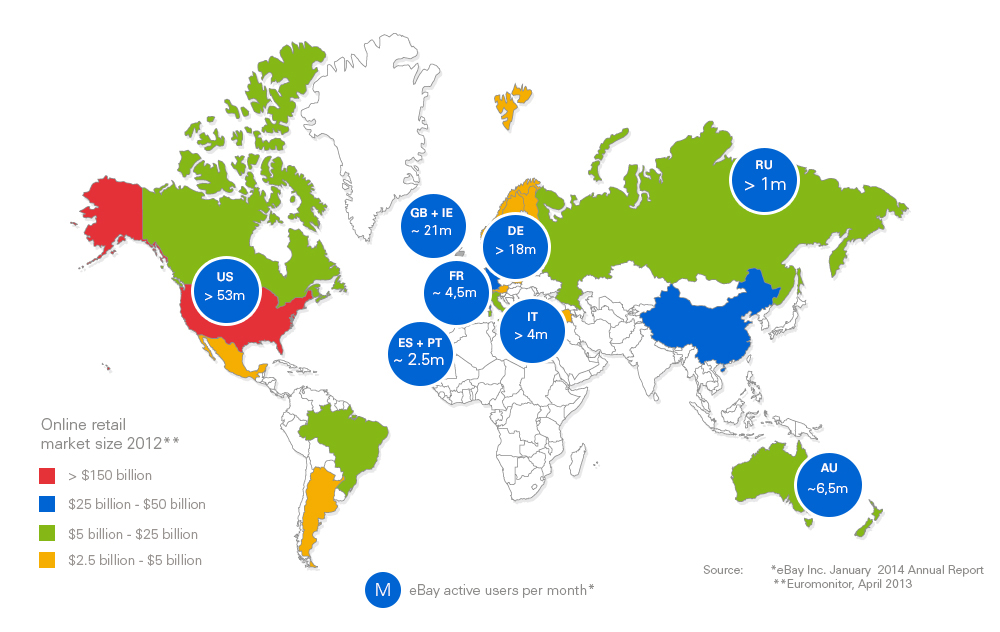 RU
> 1m
GB + IE
~ 21m
DE
> 18m
US
> 53m
FR
~ 4,5m
IT
> 4m
ES + PT
~ 2.5m
AU
~6,5m
Online retail
market size 2012**
> $150 billion
$25 billion - $50 billion
$5 billion - $25 billion
$2.5 billion - $5 billion
M eBay active users per month*
Source: *eBay Inc. January 2014 Annual Report
**Euromonitor, April 2013